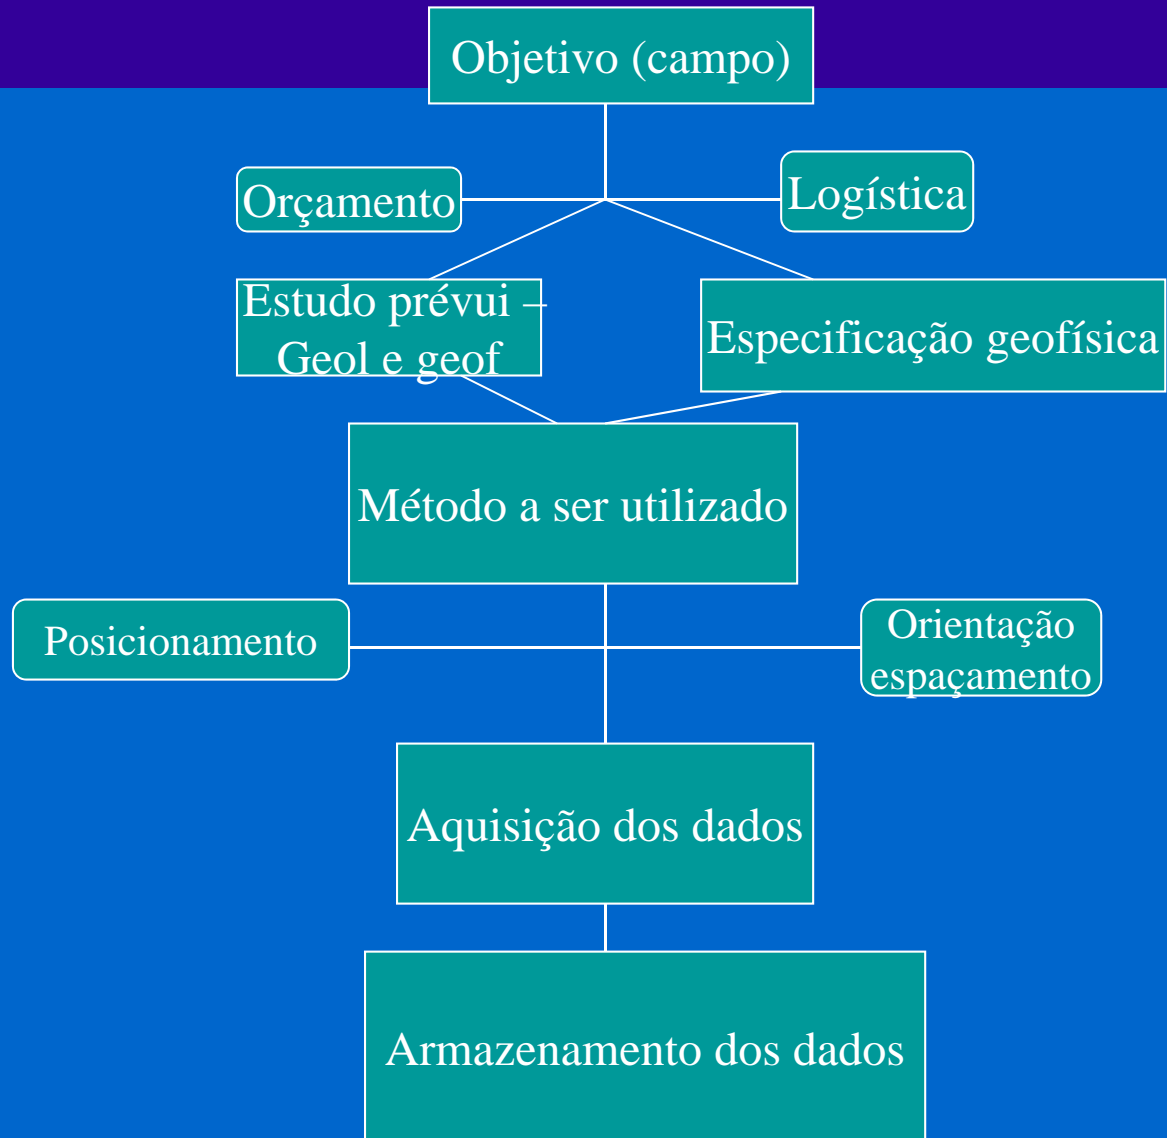 Objetivo (campo)
Orçamento
Logística
Estudo prévui –
Geol e geof
Especificação geofísica
Método a ser utilizado
Posicionamento
Orientação
espaçamento
Aquisição dos dados
Armazenamento dos dados